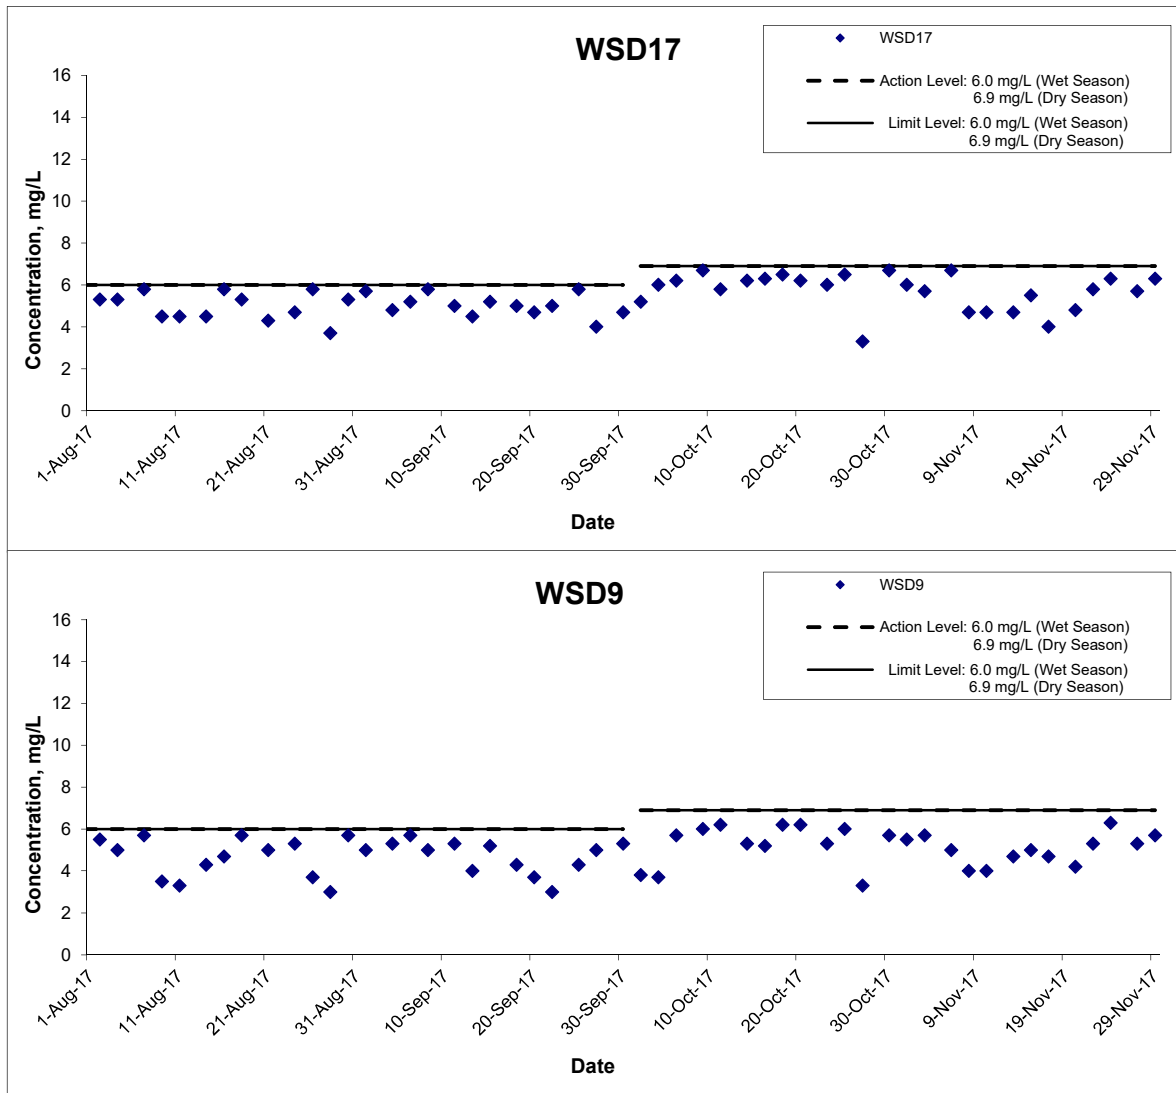 WSD17
WSD17
Action Level: 6.0 mg/L (Wet Season)
6.9 mg/L (Dry Season)
Limit Level: 6.0 mg/L (Wet Season)
6.9 mg/L (Dry Season)
Concentration, mg/L
16
14
12
10
8
6
4
2
0
1-Aug-17
11-Aug-17
21-Aug-17
31-Aug-17
10-Sep-17
20-Sep-17
30-Sep-17
10-Oct-17
20-Oct-17
30-Oct-17
9-Nov-17
19-Nov-17
29-Nov-17
Date
WSD9
WSD9
Action Level: 6.0 mg/L (Wet Season)
6.9 mg/L (Dry Season)
Limit Level: 6.0 mg/L (Wet Season)
6.9 mg/L (Dry Season)
Concentration, mg/L
16
14
12
10
8
6
4
2
0
1-Aug-17
11-Aug-17
21-Aug-17
31-Aug-17
10-Sep-17
20-Sep-17
30-Sep-17
10-Oct-17
20-Oct-17
30-Oct-17
9-Nov-17
19-Nov-17
29-Nov-17
Date